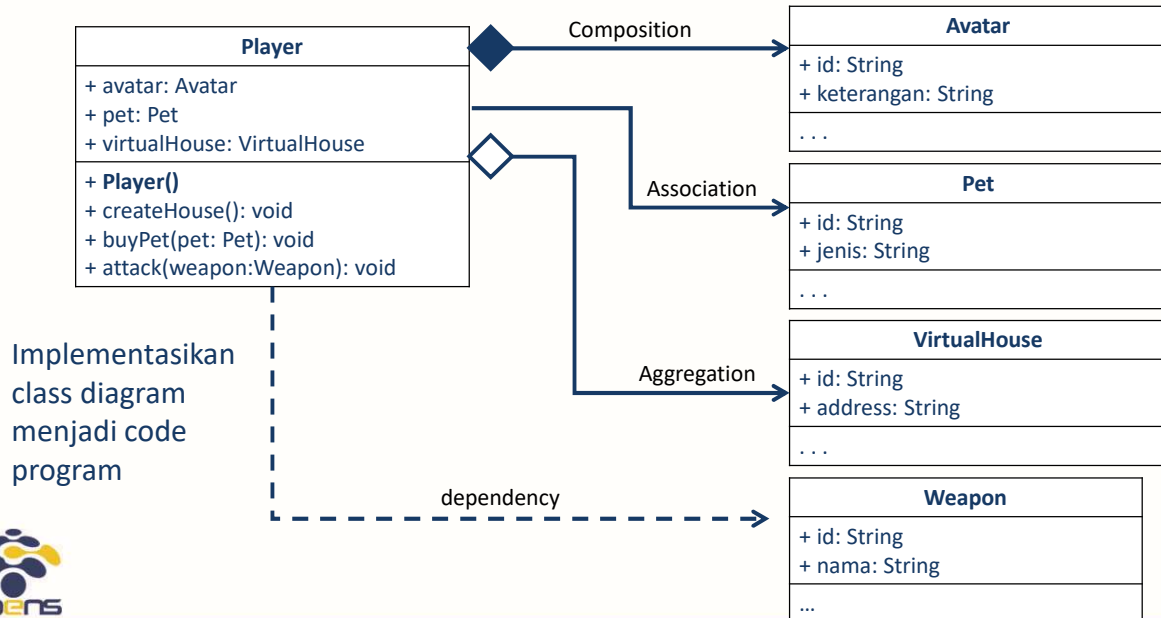 Player
+ avatar: Avatar
+ pet: Pet
+ virtualHouse: VirtualHouse
+ Player()
+ createHouse(): void
+ buyPet(pet: Pet): void
+ attack(weapon:Weapon): void
Composition
Avatar
+ id: String
+ keterangan: String
. . .
Association
Pet
+ id: String
+ jenis: String
. . .
Aggregation
VirtualHouse
+ id: String
+ address: String
. . .
dependency
Weapon
+ id: String
+ nama: String
...
Implementasikan
class diagram
menjadi code
program